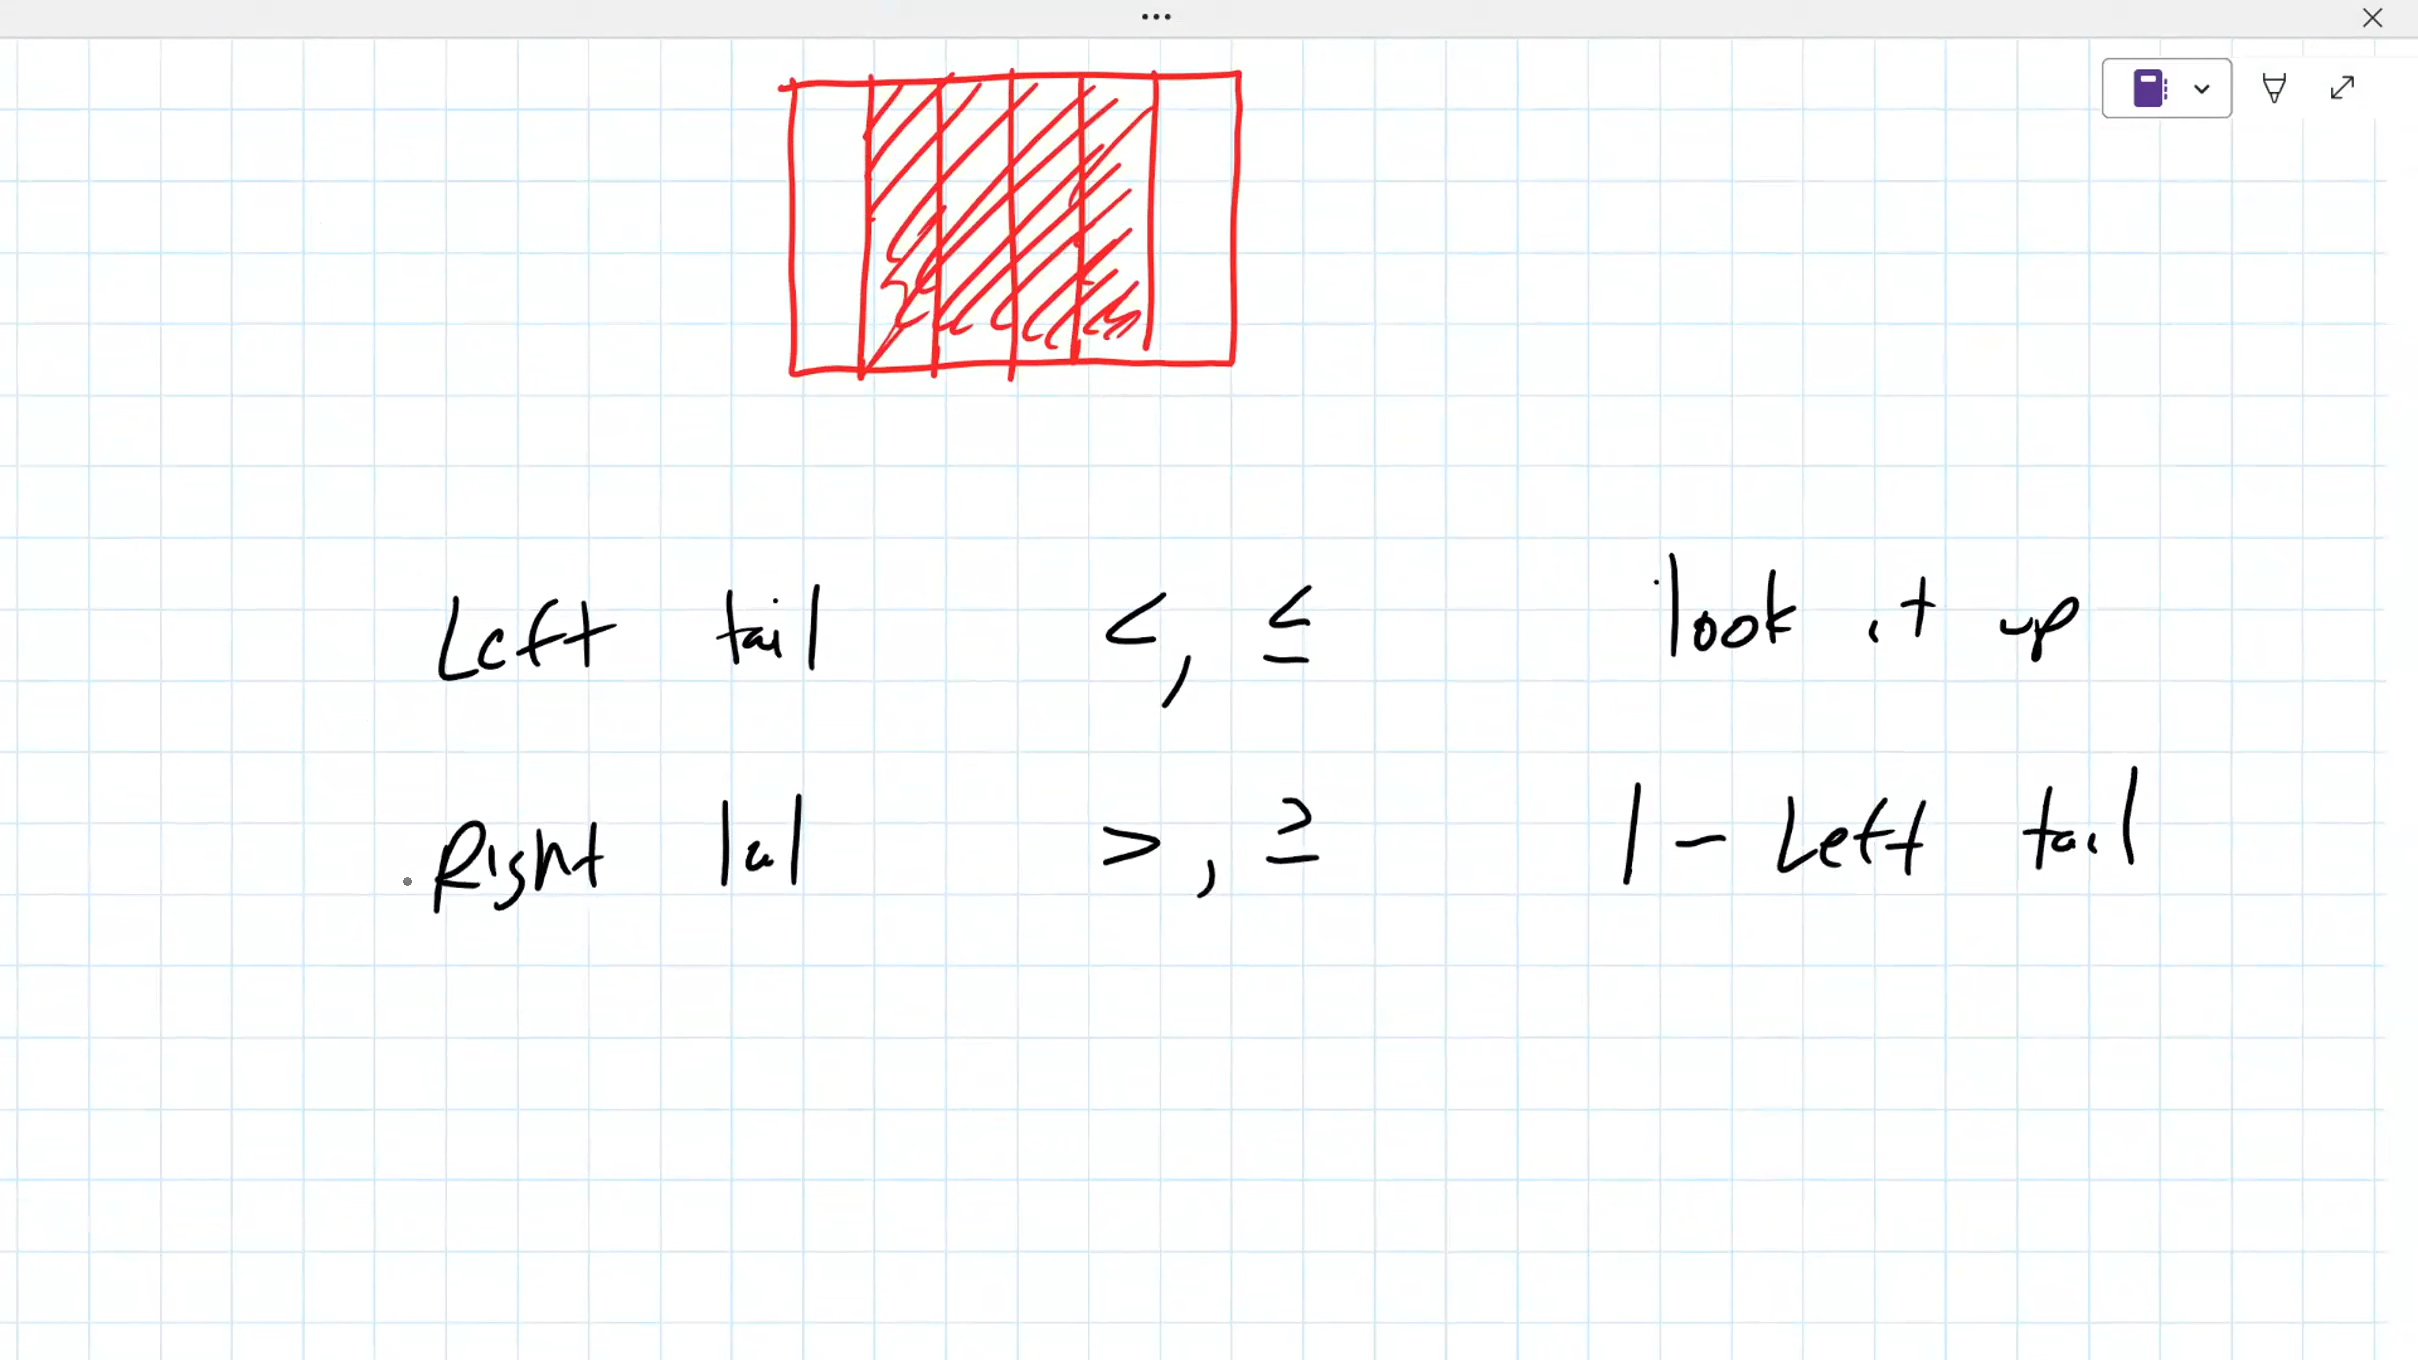 Left tail <, ≤ look it up
Right tail >, ≥ 1 - Left tail